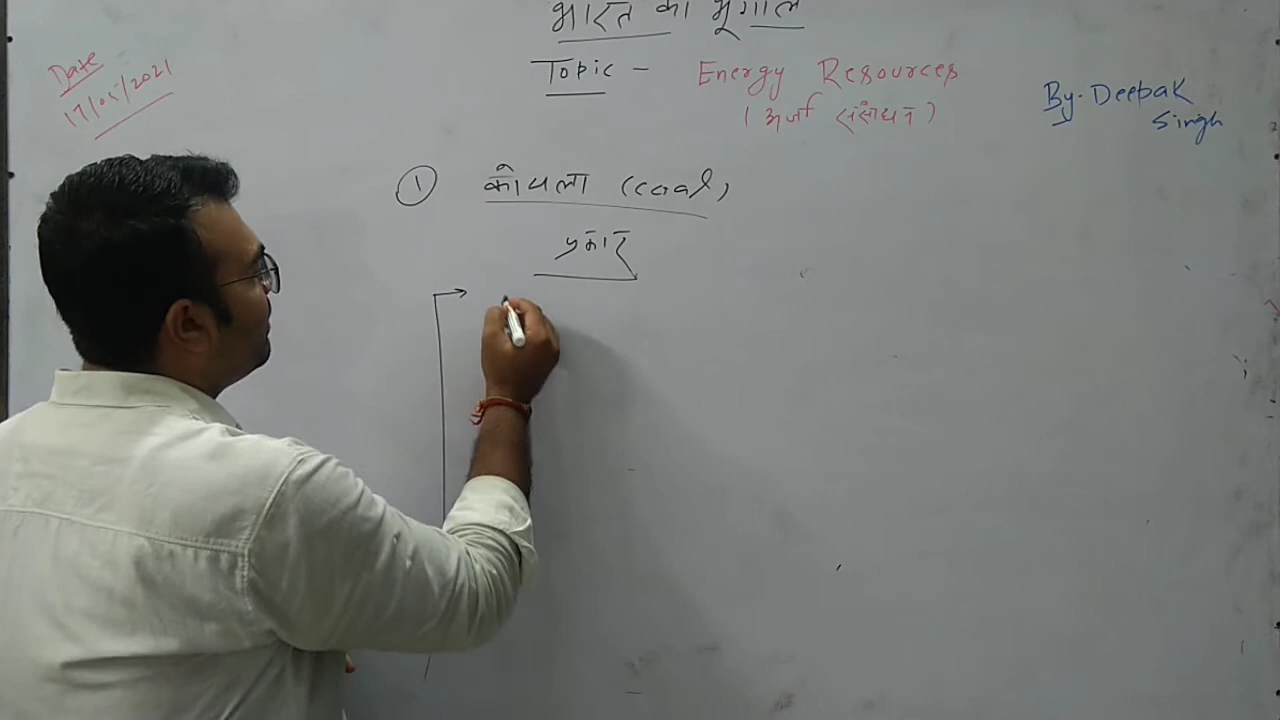 भारत का भूगोल
Date
17/05/2021
Topic - Energy Resources
(ऊर्जा संसाधन)
By- Deepak
Singh
① कोयला (coal)
प्रकार